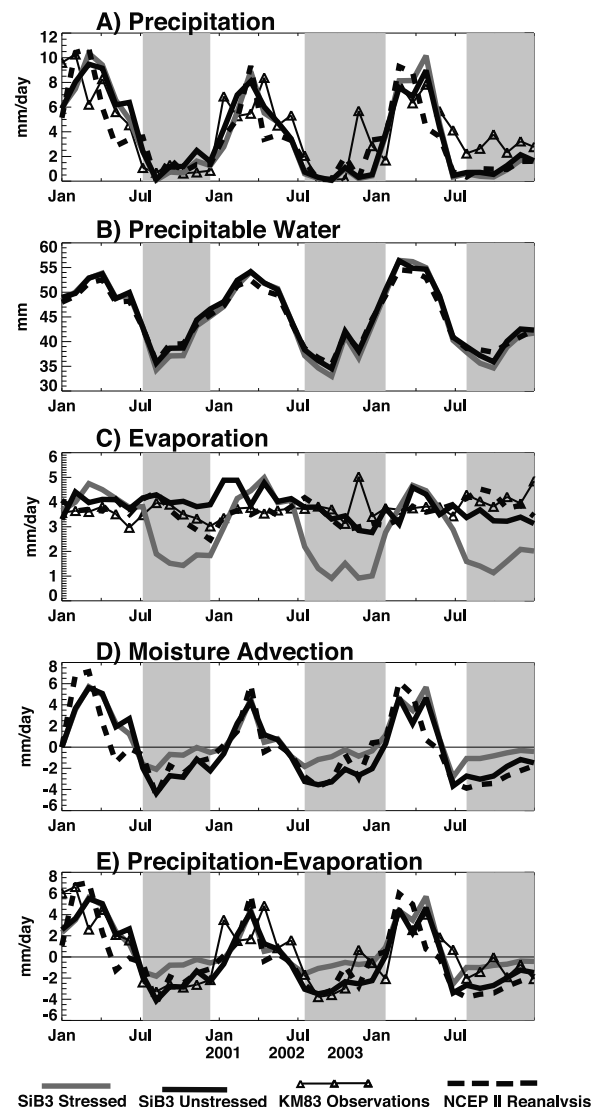 A) Precipitation
12
10
8
6
4
2
0
mm/day
Jan Jul Jan Jul Jan Jul
B) Precipitable Water
60
55
50
45
40
35
30
mm
Jan Jul Jan Jul Jan Jul
C) Evaporation
6
5
4
3
2
1
0
mm/day
Jan Jul Jan Jul Jan Jul
D) Moisture Advection
8
6
4
2
0
-2
-4
-6
mm/day
Jan Jul Jan Jul Jan Jul
E) Precipitation-Evaporation
8
6
4
2
0
-2
-4
-6
mm/day
Jan Jul Jan Jul Jan Jul
2001 2002 2003
SiB3 Stressed SiB3 Unstressed KM83 Observations NCEP II Reanalysis